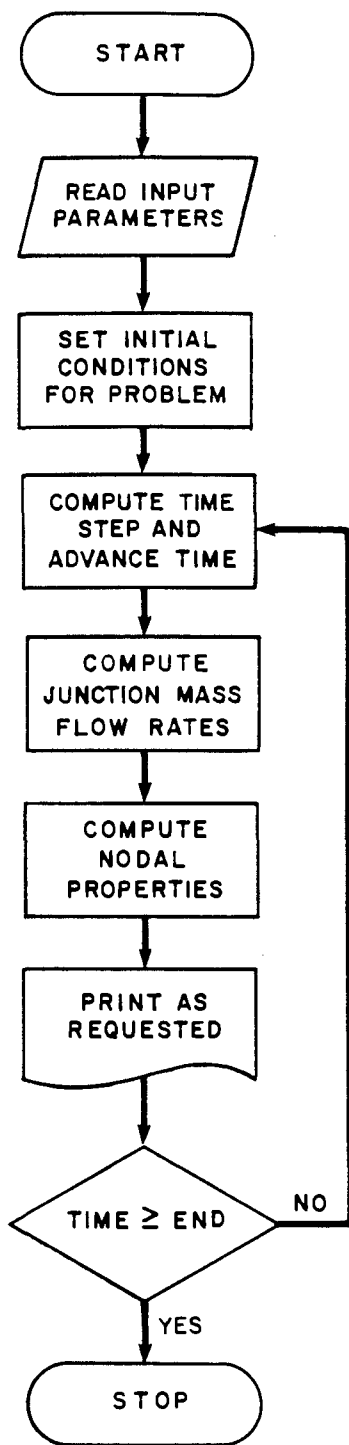 START
READ INPUT
PARAMETERS
SET INITIAL
CONDITIONS
FOR PROBLEM
COMPUTE TIME
STEP AND
ADVANCE TIME
COMPUTE
JUNCTION MASS
FLOW RATES
COMPUTE
NODAL
PROPERTIES
PRINT AS
REQUESTED
TIME ≥ END
NO
YES
STOP